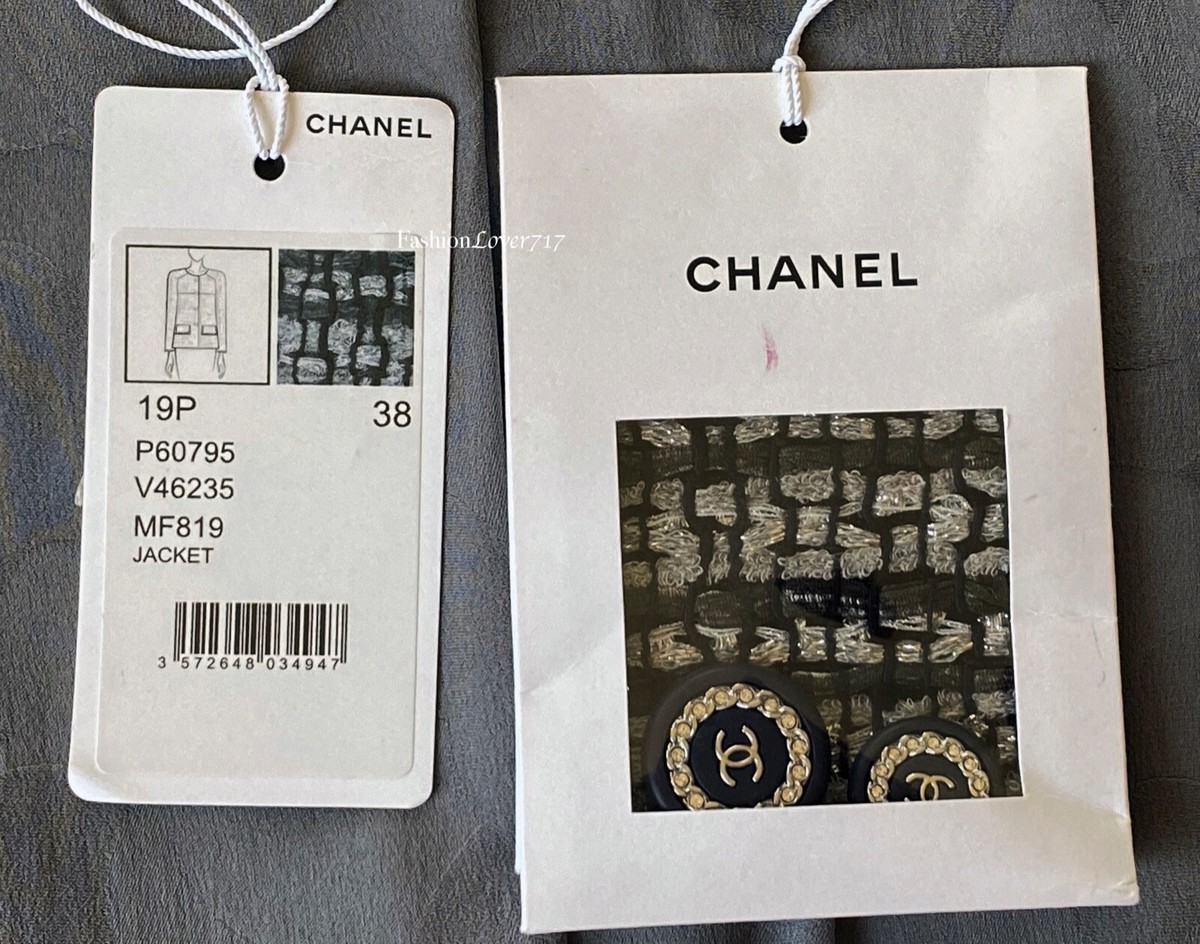 CHANEL
FashionLover717
19P 38
P60795
V46235
MF819
JACKET
3 572648 034947
CHANEL